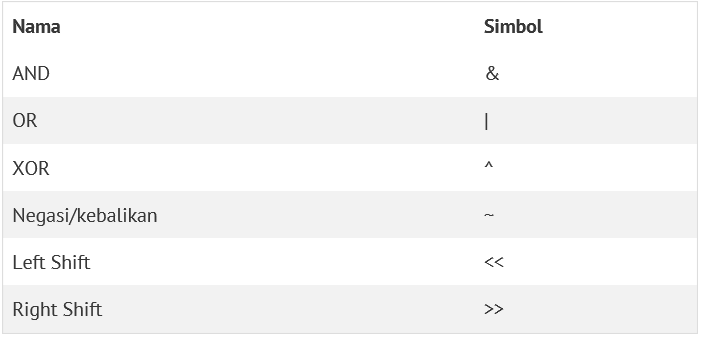 Nama Simbol
AND &
OR |
XOR ^
Negasi/kebalikan ~
Left Shift <<
Right Shift >>